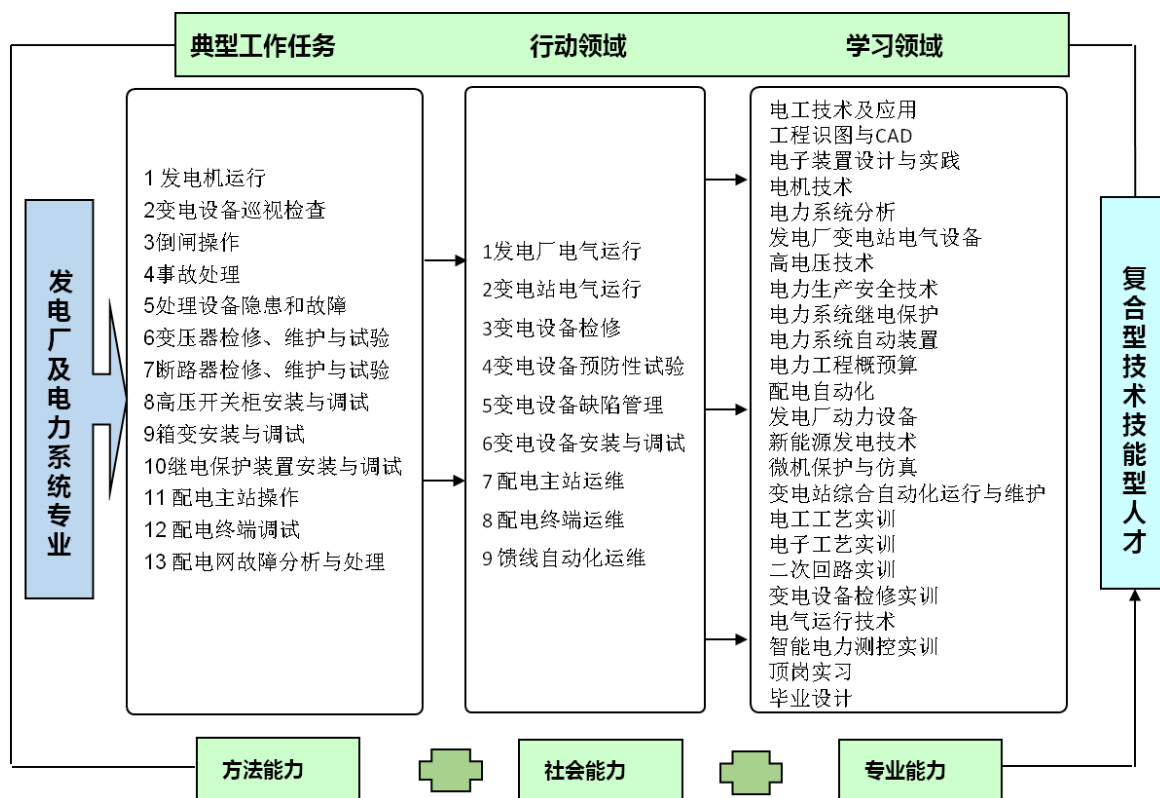 典型工作任务
行动领域
学习领域
发电厂及电力系统专业
1 发电机运行
2变电设备巡视检查
3倒闸操作
4事故处理
5处理设备隐患和故障
6变压器检修、维护与试验
7断路器检修、维护与试验
8高压开关柜安装与调试
9箱变安装与调试
10继电保护装置安装与调试
11 配电主站操作
12 配电终端调试
13 配电网故障分析与处理
1发电厂电气运行
2变电站电气运行
3变电设备检修
4变电设备预防性试验
5变电设备缺陷管理
6变电设备安装与调试
7 配电主站运维
8 配电终端运维
9 馈线自动化运维
电工技术及应用
工程识图与CAD
电子装置设计与实践
电机技术
电力系统分析
发电厂变电站电气设备
高电压技术
电力生产安全技术
电力系统继电保护
电力系统自动装置
电力工程概预算
配电自动化
发电厂动力设备
新能源发电技术
微机保护与仿真
变电站综合自动化运行与维护
电工工艺实训
电子工艺实训
二次回路实训
变电设备检修实训
电气运行技术
智能电力测控实训
顶岗实习
毕业设计
复合型技术技能型人才
方法能力
社会能力
专业能力